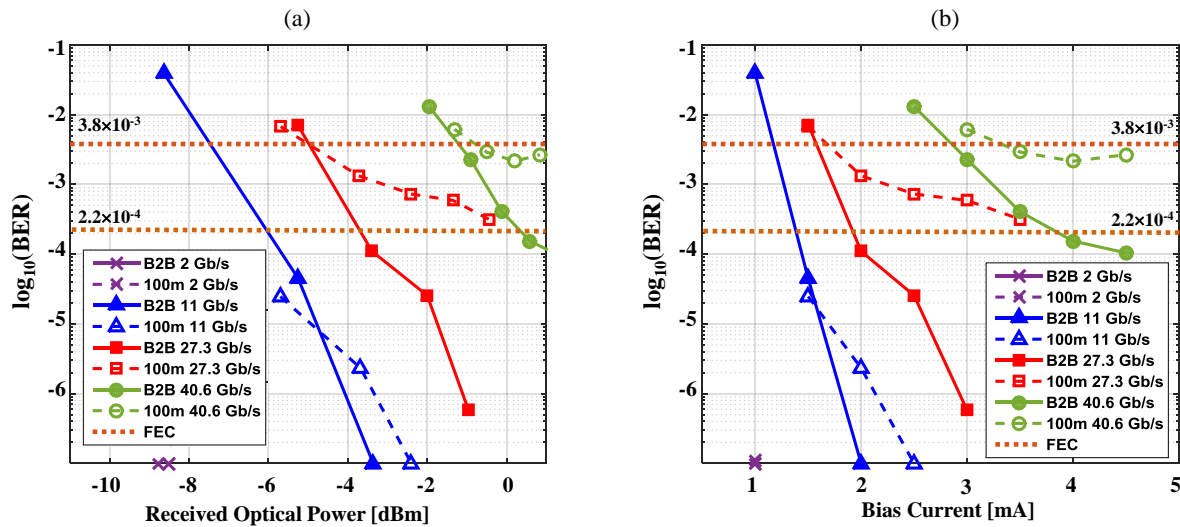 (a)
-1
-2
-3
-4
-5
-6
3.8×10⁻³
2.2×10⁻⁴
log₁₀(BER)
B2B 2 Gb/s
100m 2 Gb/s
B2B 11 Gb/s
100m 11 Gb/s
B2B 27.3 Gb/s
100m 27.3 Gb/s
B2B 40.6 Gb/s
100m 40.6 Gb/s
FEC
-10 -8 -6 -4 -2 0
Received Optical Power [dBm]
(b)
-1
-2
-3
-4
-5
-6
3.8×10⁻³
2.2×10⁻⁴
log₁₀(BER)
B2B 2 Gb/s
100m 2 Gb/s
B2B 11 Gb/s
100m 11 Gb/s
B2B 27.3 Gb/s
100m 27.3 Gb/s
B2B 40.6 Gb/s
100m 40.6 Gb/s
FEC
1 2 3 4 5
Bias Current [mA]